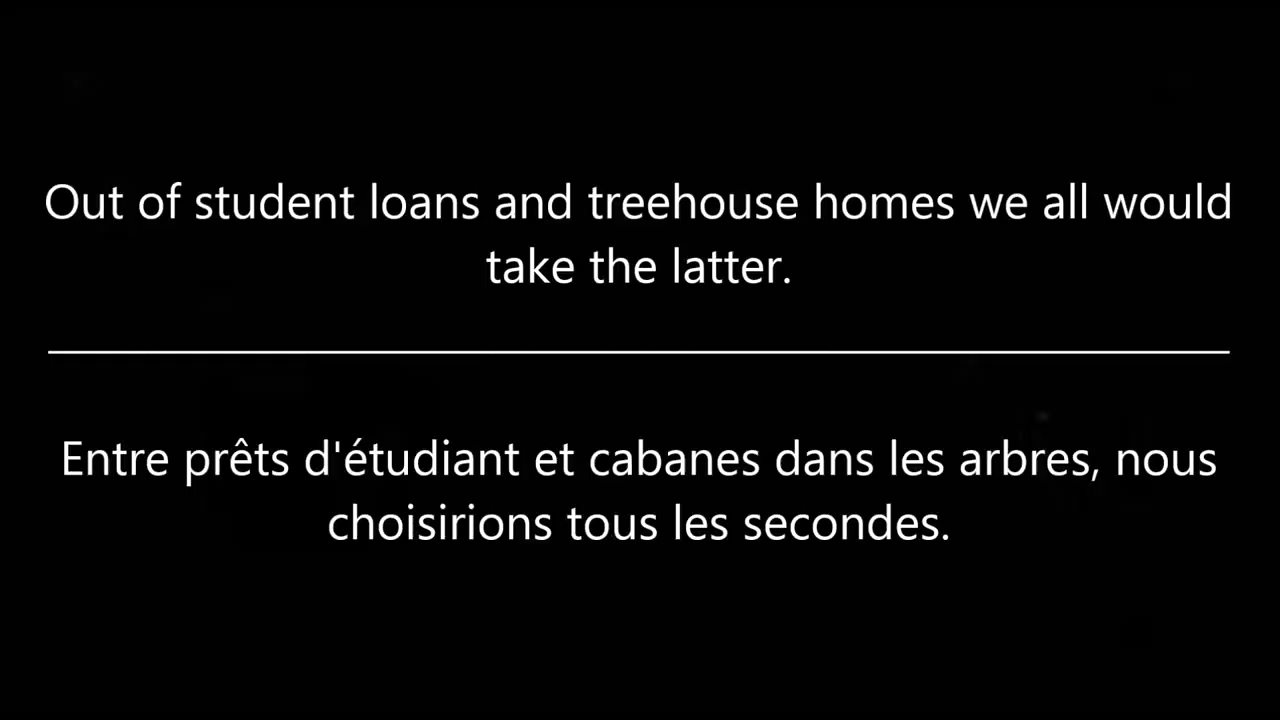 Out of student loans and treehouse homes we all would
take the latter.
Entre prêts d'étudiant et cabanes dans les arbres, nous
choisirions tous les secondes.